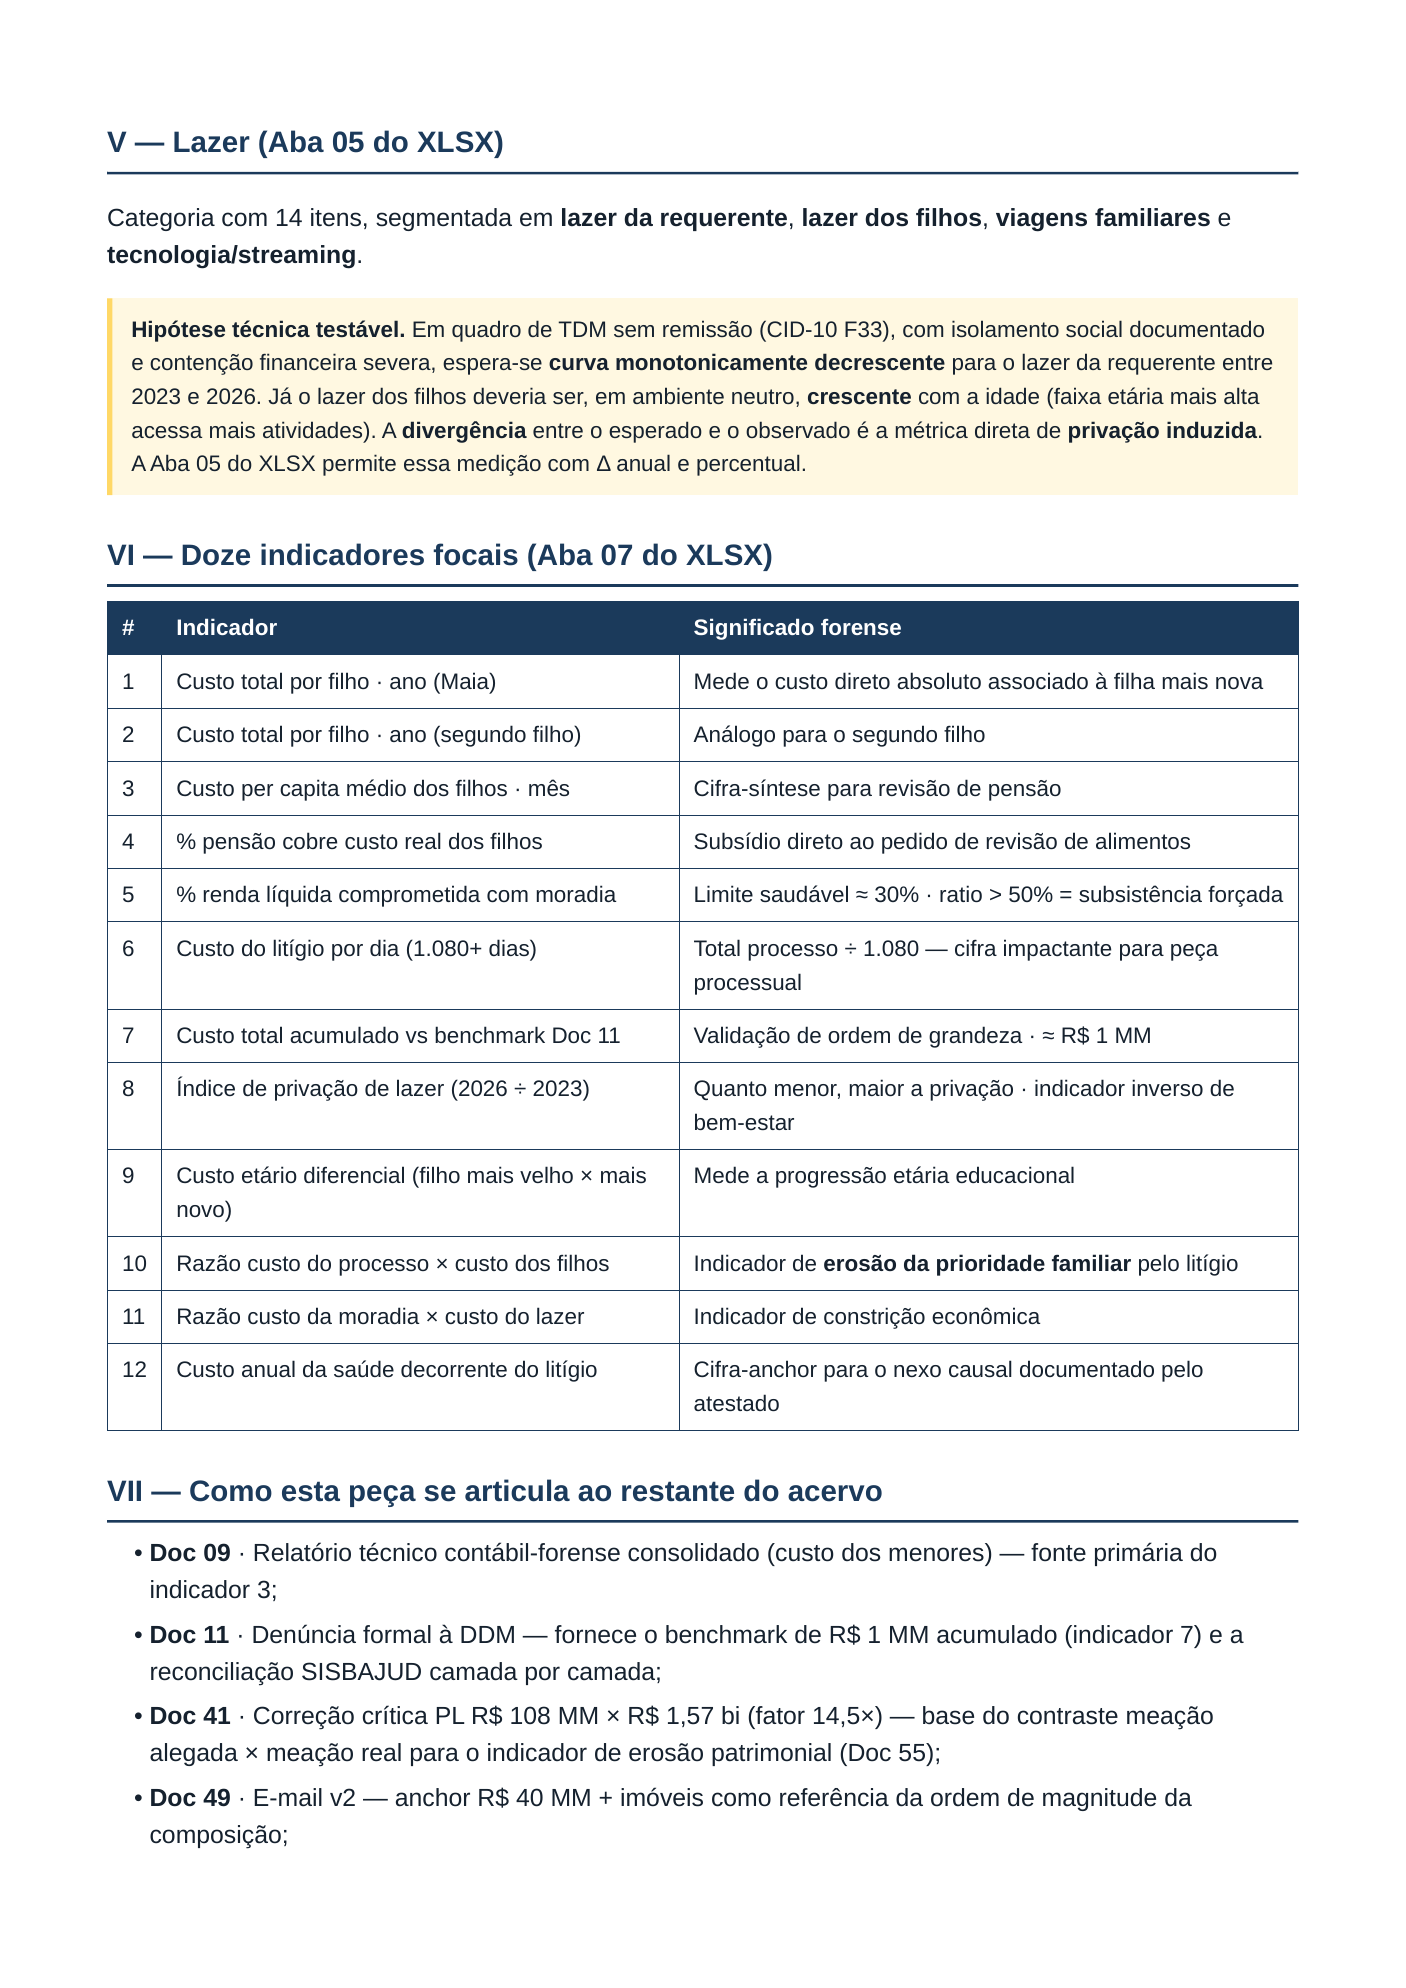 V — Lazer (Aba 05 do XLSX)
Categoria com 14 itens, segmentada em lazer da requerente, lazer dos filhos, viagens familiares e
tecnologia/streaming.
Hipótese técnica testável. Em quadro de TDM sem remissão (CID-10 F33), com isolamento social documentado
e contenção financeira severa, espera-se curva monotonicamente decrescente para o lazer da requerente entre
2023 e 2026. Já o lazer dos filhos deveria ser, em ambiente neutro, crescente com a idade (faixa etária mais alta
acessa mais atividades). A divergência entre o esperado e o observado é a métrica direta de privação induzida.
A Aba 05 do XLSX permite essa medição com Δ anual e percentual.
VI — Doze indicadores focais (Aba 07 do XLSX)
# Indicador Significado forense
1 Custo total por filho · ano (Maia) Mede o custo direto absoluto associado à filha mais nova
2 Custo total por filho · ano (segundo filho) Análogo para o segundo filho
3 Custo per capita médio dos filhos · mês Cifra-síntese para revisão de pensão
4 % pensão cobre custo real dos filhos Subsídio direto ao pedido de revisão de alimentos
5 % renda líquida comprometida com moradia Limite saudável ≈ 30% · ratio > 50% = subsistência forçada
6 Custo do litígio por dia (1.080+ dias) Total processo ÷ 1.080 — cifra impactante para peça
processual
7 Custo total acumulado vs benchmark Doc 11 Validação de ordem de grandeza · ≈ R$ 1 MM
8 Índice de privação de lazer (2026 ÷ 2023) Quanto menor, maior a privação · indicador inverso de
bem-estar
9 Custo etário diferencial (filho mais velho × mais Mede a progressão etária educacional
novo)
10 Razão custo do processo × custo dos filhos Indicador de erosão da prioridade familiar pelo litígio
11 Razão custo da moradia × custo do lazer Indicador de constrição econômica
12 Custo anual da saúde decorrente do litígio Cifra-anchor para o nexo causal documentado pelo
atestado
VII — Como esta peça se articula ao restante do acervo
• Doc 09 · Relatório técnico contábil-forense consolidado (custo dos menores) — fonte primária do
indicador 3;
• Doc 11 · Denúncia formal à DDM — fornece o benchmark de R$ 1 MM acumulado (indicador 7) e a
reconciliação SISBAJUD camada por camada;
• Doc 41 · Correção crítica PL R$ 108 MM × R$ 1,57 bi (fator 14,5×) — base do contraste meação
alegada × meação real para o indicador de erosão patrimonial (Doc 55);
• Doc 49 · E-mail v2 — anchor R$ 40 MM + imóveis como referência da ordem de magnitude da
composição;